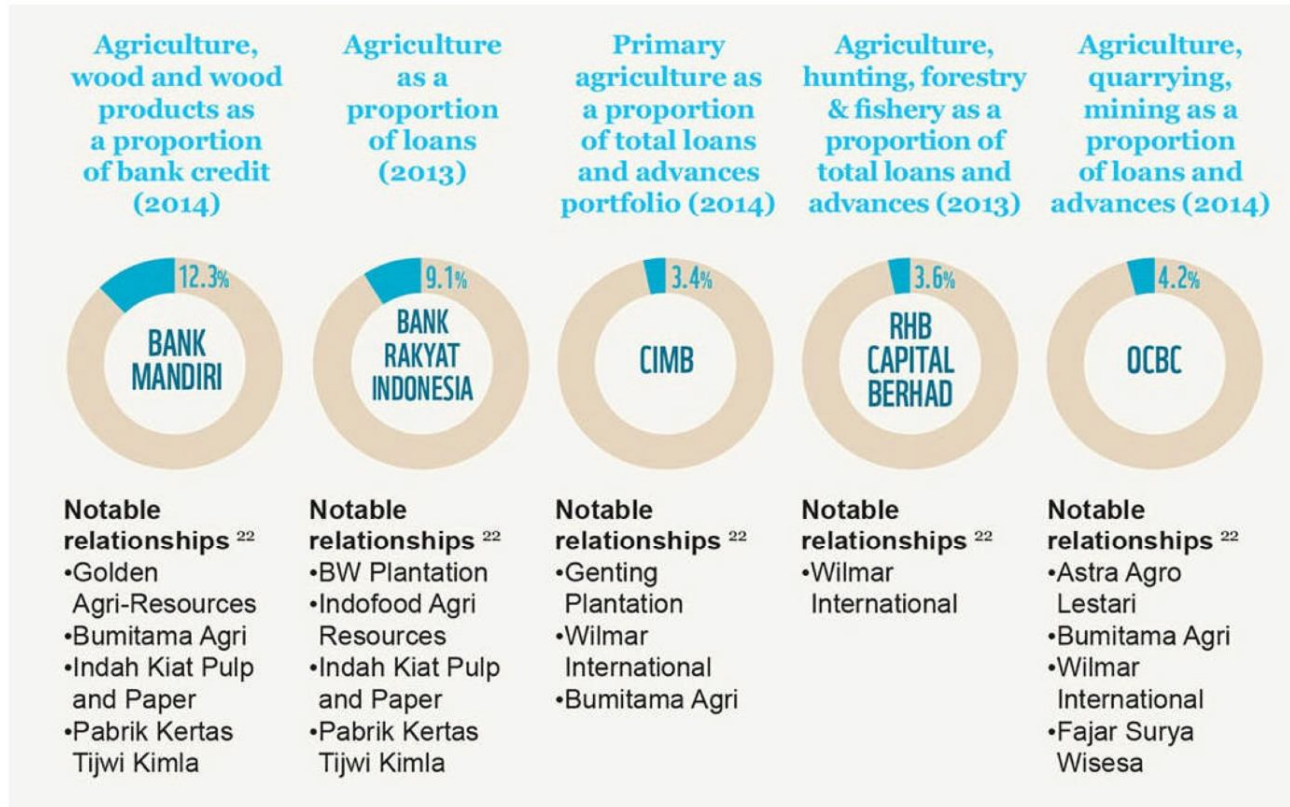 Agriculture,
wood and wood
products as
a proportion
of bank credit
(2014)
12.3%
BANK
MANDIRI
Notable
relationships 22
•Golden
Agri-Resources
•Bumitama Agri
•Indah Kiat Pulp
and Paper
•Pabrik Kertas
Tijwi Kimla
Agriculture
as a
proportion
of loans
(2013)
9.1%
BANK
RAKYAT
INDONESIA
Notable
relationships 22
•BW Plantation
•Indofood Agri
Resources
•Indah Kiat Pulp
and Paper
•Pabrik Kertas
Tijwi Kimla
Primary
agriculture as
a proportion
of total loans
and advances
portfolio (2014)
3.4%
CIMB
Notable
relationships 22
•Genting
Plantation
•Wilmar
International
•Bumitama Agri
Agriculture,
hunting, forestry
& fishery as a
proportion of
total loans and
advances (2013)
3.6%
RHB
CAPITAL
BERHAD
Notable
relationships 22
•Wilmar
International
Agriculture,
quarrying,
mining as a
proportion
of loans and
advances (2014)
4.2%
OCBC
Notable
relationships 22
•Astra Agro
Lestari
•Bumitama Agri
•Wilmar
International
•Fajar Surya
Wisesa